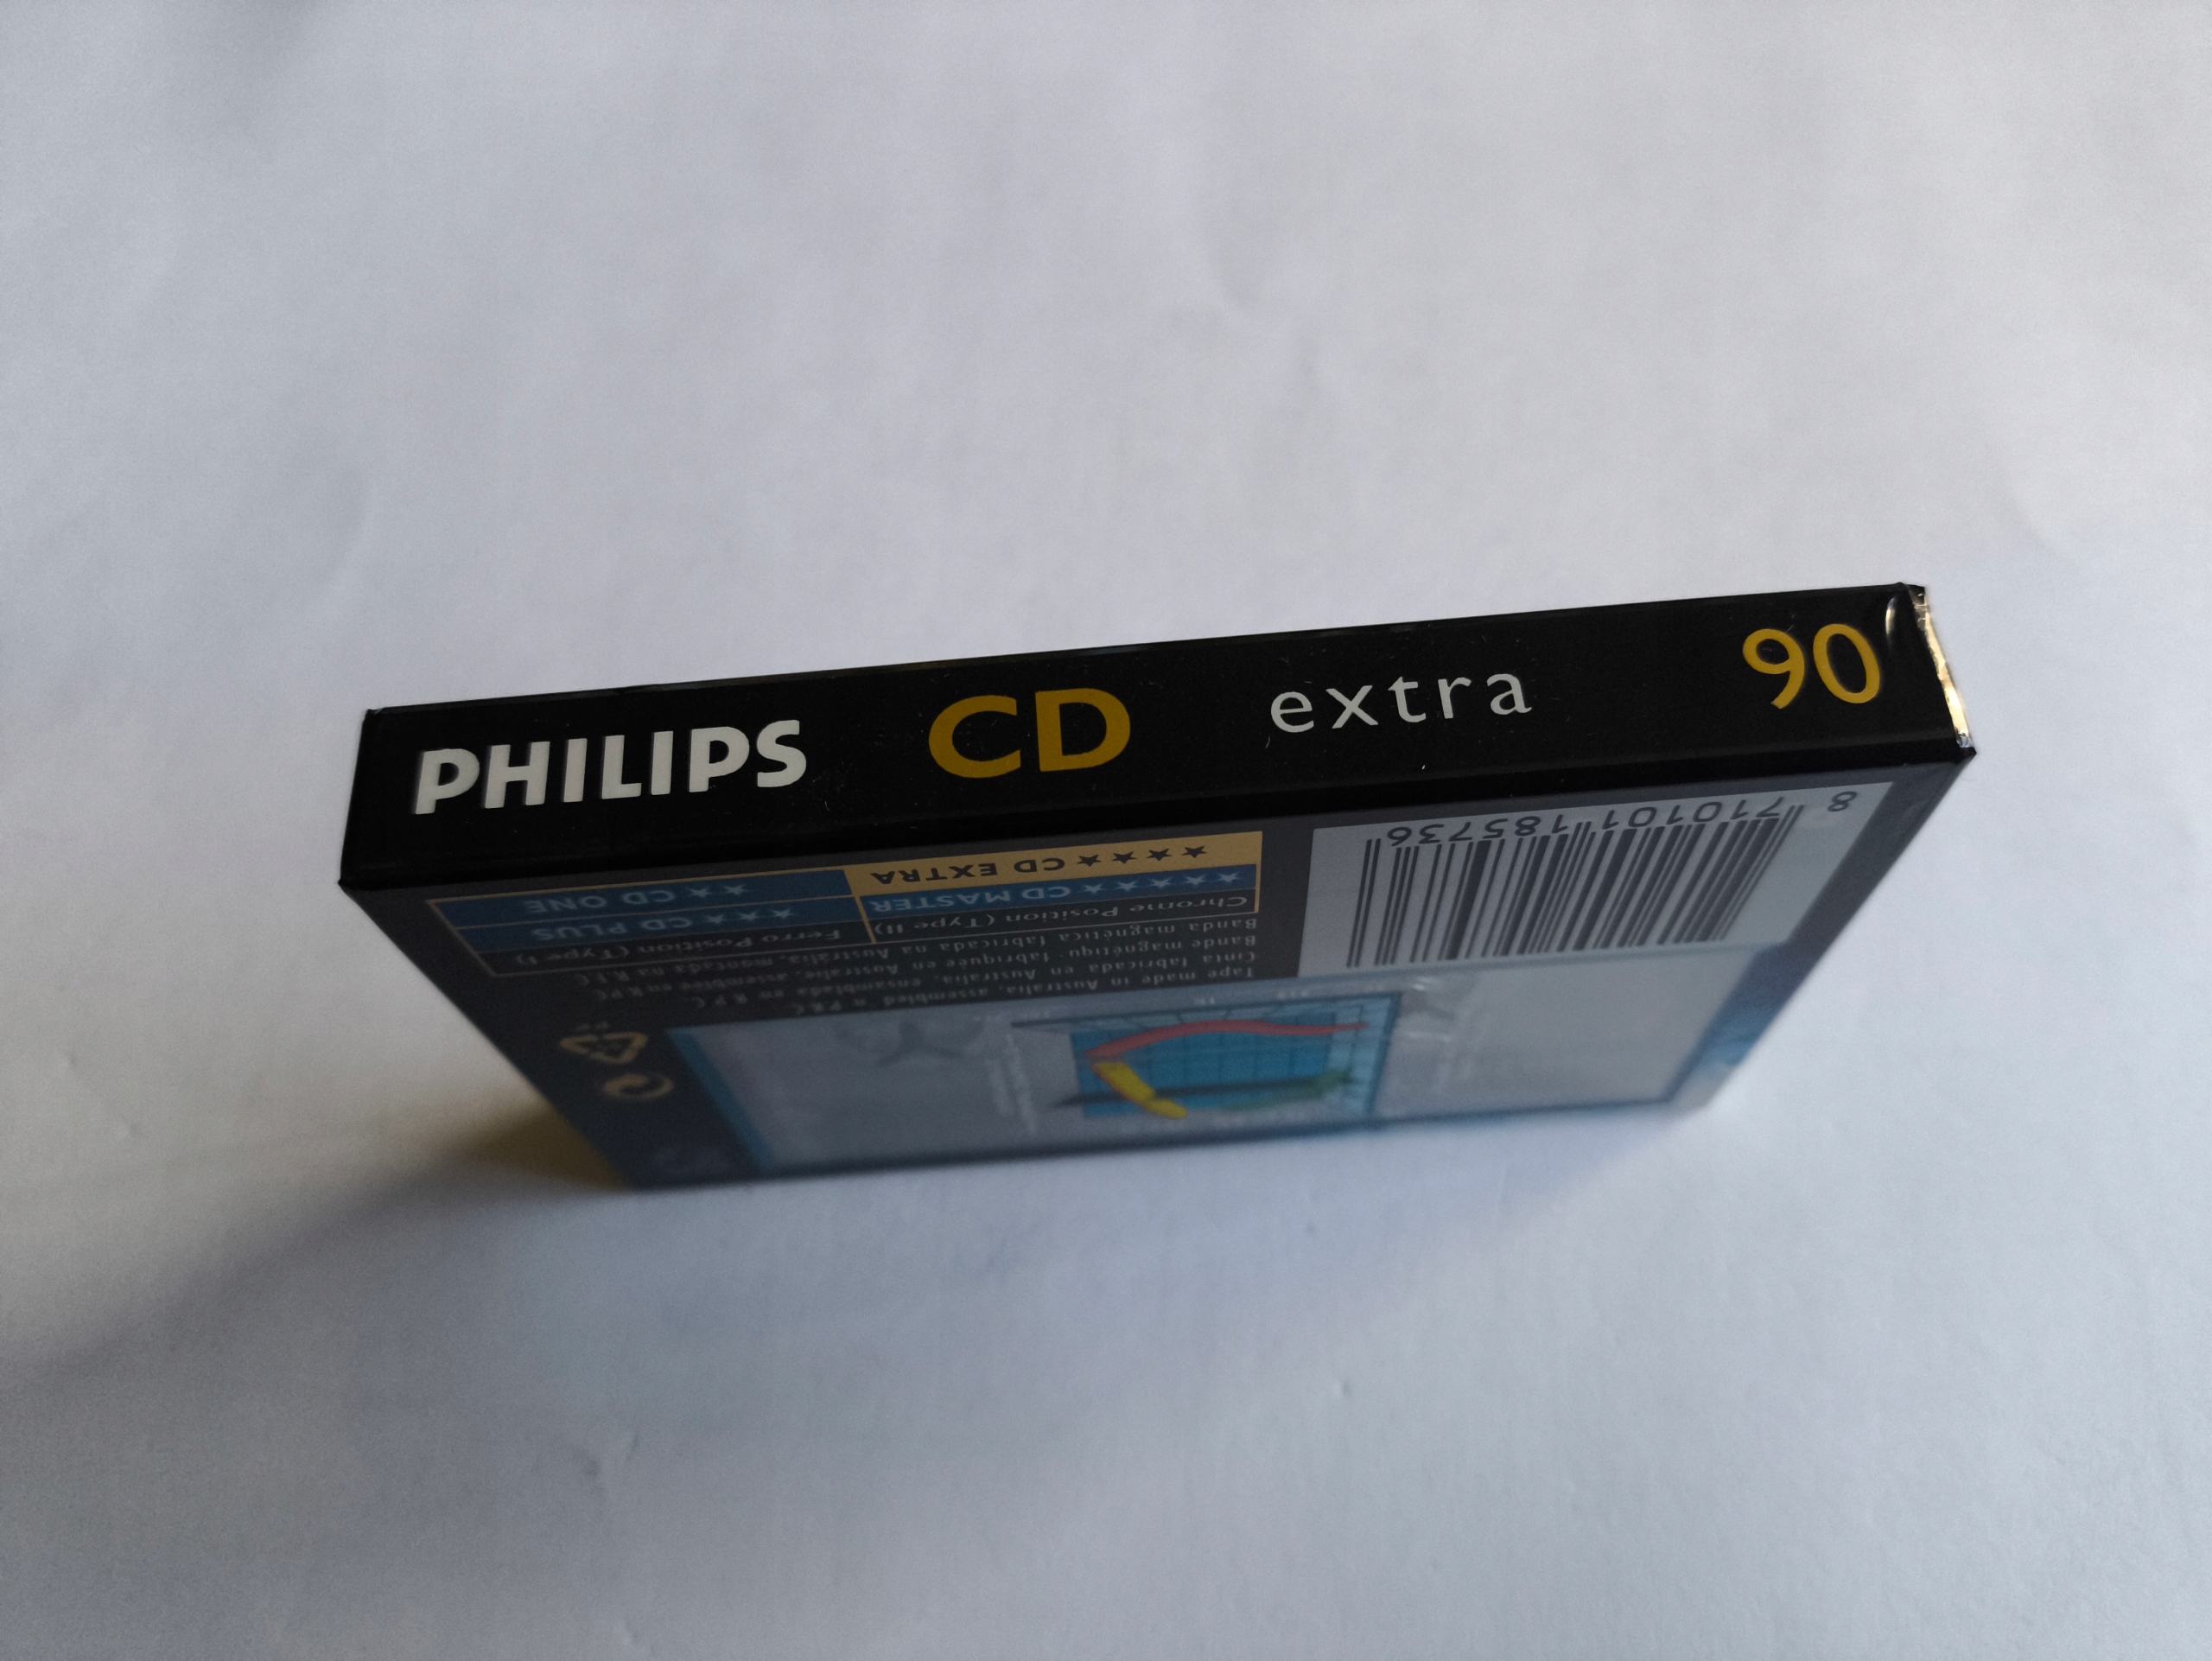 PHILIPS CD extra 90
8 710101 185736
★★★★ CD EXTRA
★★★★★ CD MASTER
Chrome Position (Type II)
★★ CD ONE
★★★ CD PLUS
Ferro Position (Type I)
Tape made in Australia, assembled in P.R.C.
Cinta fabricada en Australia, ensamblada en R.P.C.
Bande magnétique fabriquée en Australie, assemblée en R.P.C.
Banda magnética fabricada na Austrália, montada na R.P.C.